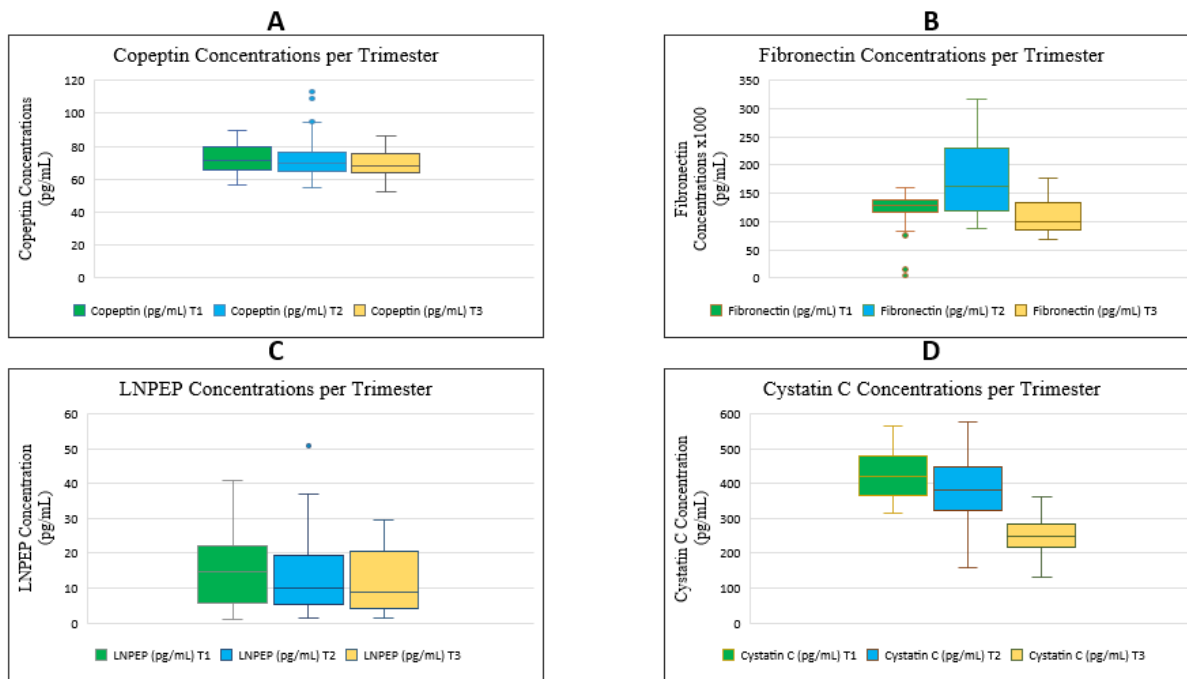 A
Copeptin Concentrations per Trimester
Copeptin Concentrations
(pg/mL)
120
100
80
60
40
20
0
Copeptin (pg/mL) T1 Copeptin (pg/mL) T2 Copeptin (pg/mL) T3
B
Fibronectin Concentrations per Trimester
Fibronectin
Concentrations x1000
(pg/mL)
350
300
250
200
150
100
50
0
Fibronectin (pg/mL) T1 Fibronectin (pg/mL) T2 Fibronectin (pg/mL) T3
C
LNPEP Concentrations per Trimester
LNPEP Concentration
(pg/mL)
60
50
40
30
20
10
0
LNPEP (pg/mL) T1 LNPEP (pg/mL) T2 LNPEP (pg/mL) T3
D
Cystatin C Concentrations per Trimester
Cystatin C Concentration
(pg/mL)
600
500
400
300
200
100
0
Cystatin C (pg/mL) T1 Cystatin C (pg/mL) T2 Cystatin C (pg/mL) T3